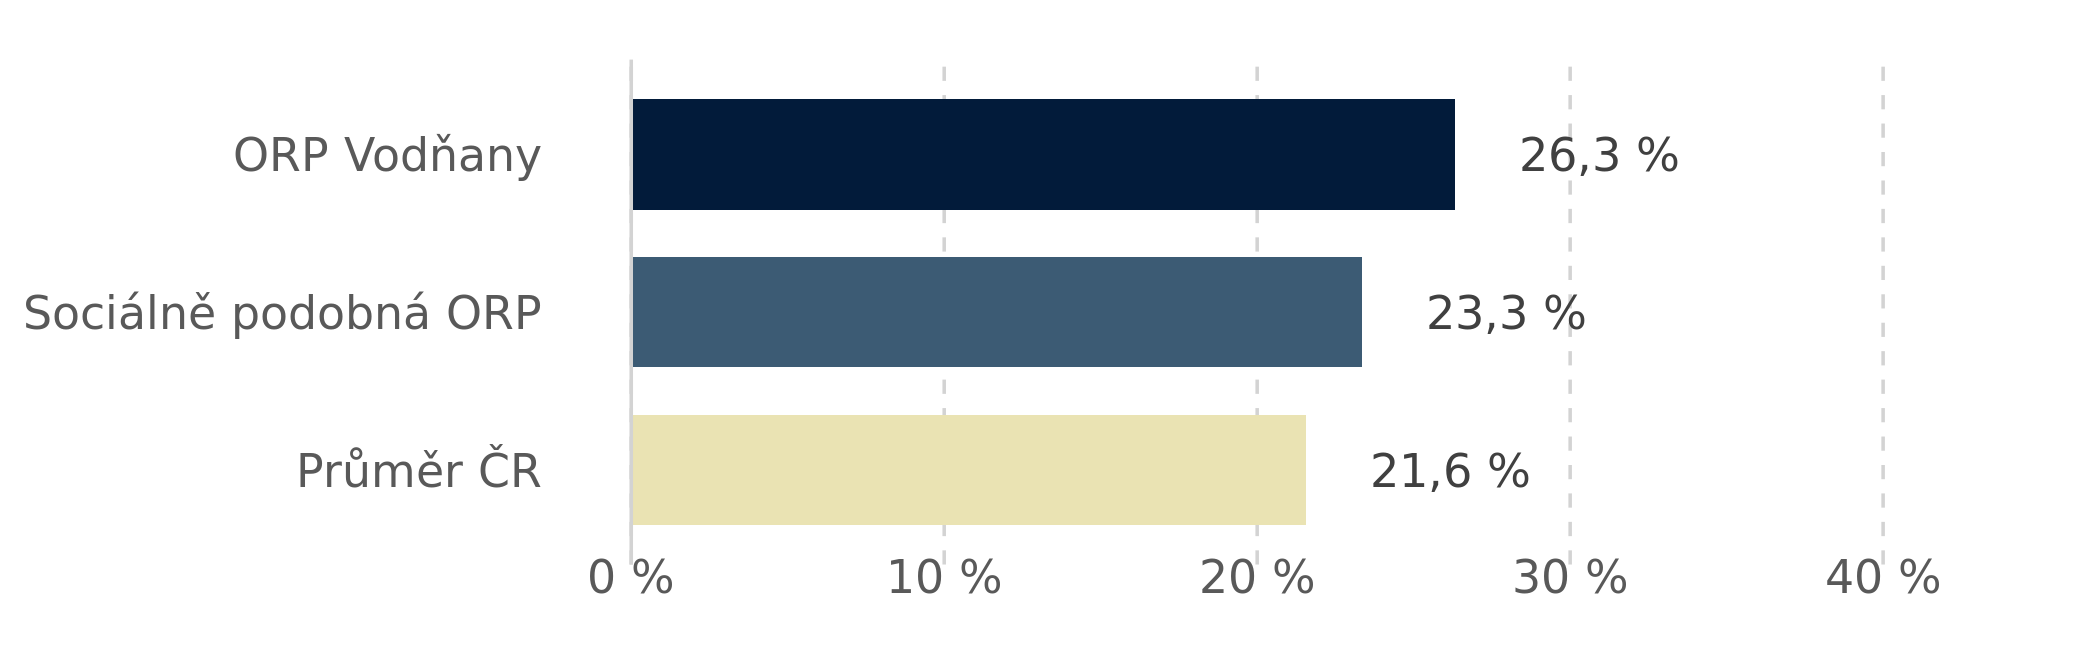 ORP Vodňany 26,3 %
Sociálně podobná ORP 23,3 %
Průměr ČR 21,6 %
0 % 10 % 20 % 30 % 40 %